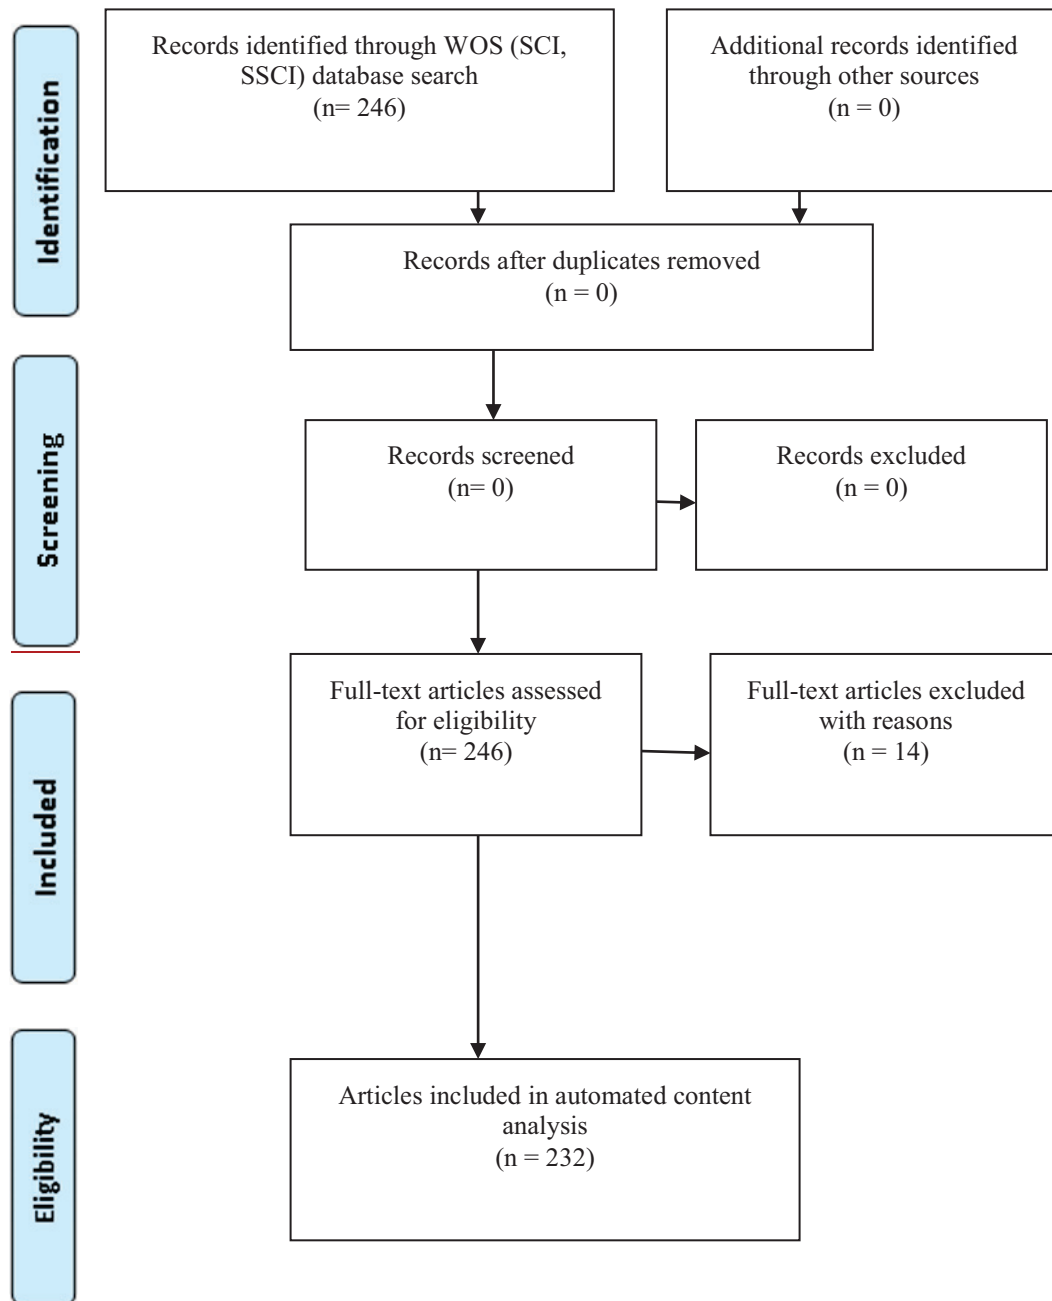 Identification
Records identified through WOS (SCI,
SSCI) database search
(n= 246)
Additional records identified
through other sources
(n = 0)
Records after duplicates removed
(n = 0)
Screening
Records screened
(n= 0)
Records excluded
(n = 0)
Included
Full-text articles assessed
for eligibility
(n= 246)
Full-text articles excluded
with reasons
(n = 14)
Eligibility
Articles included in automated content
analysis
(n = 232)